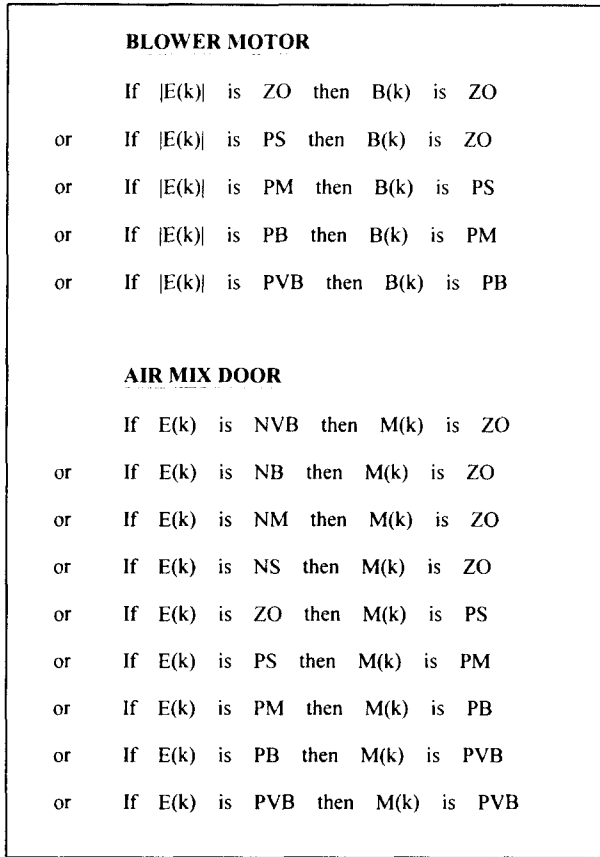 BLOWER MOTOR
If |E(k)| is ZO then B(k) is ZO
or If |E(k)| is PS then B(k) is ZO
or If |E(k)| is PM then B(k) is PS
or If |E(k)| is PB then B(k) is PM
or If |E(k)| is PVB then B(k) is PB
AIR MIX DOOR
If E(k) is NVB then M(k) is ZO
or If E(k) is NB then M(k) is ZO
or If E(k) is NM then M(k) is ZO
or If E(k) is NS then M(k) is ZO
or If E(k) is ZO then M(k) is PS
or If E(k) is PS then M(k) is PM
or If E(k) is PM then M(k) is PB
or If E(k) is PB then M(k) is PVB
or If E(k) is PVB then M(k) is PVB